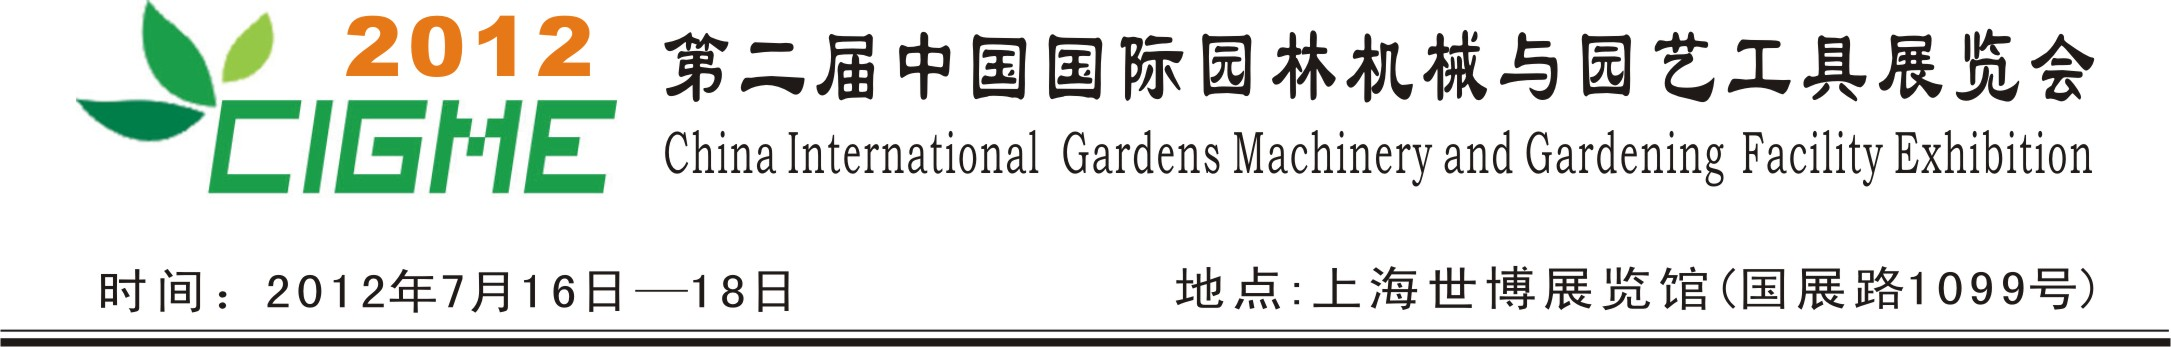 2012
CIGME
第二届中国国际园林机械与园艺工具展览会
China International Gardens Machinery and Gardening Facility Exhibition
时间：2012年7月16日—18日
地点:上海世博展览馆(国展路1099号)